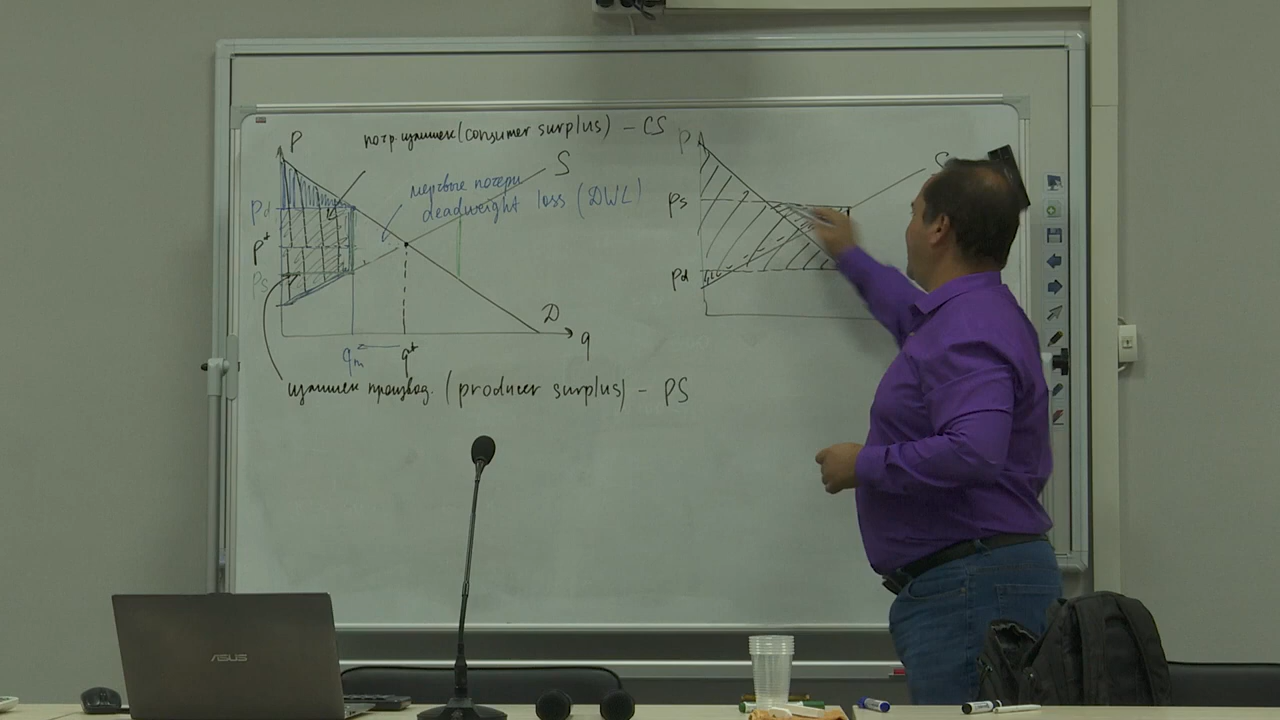 P
потр. излишек (consumer surplus) – CS
S
мертвые потери
deadweight loss (DWL)
Pd
P*
Ps
D
q
qm
q*
излишек производ. (producer surplus) – PS
P
S
Ps
Pd
ASUS